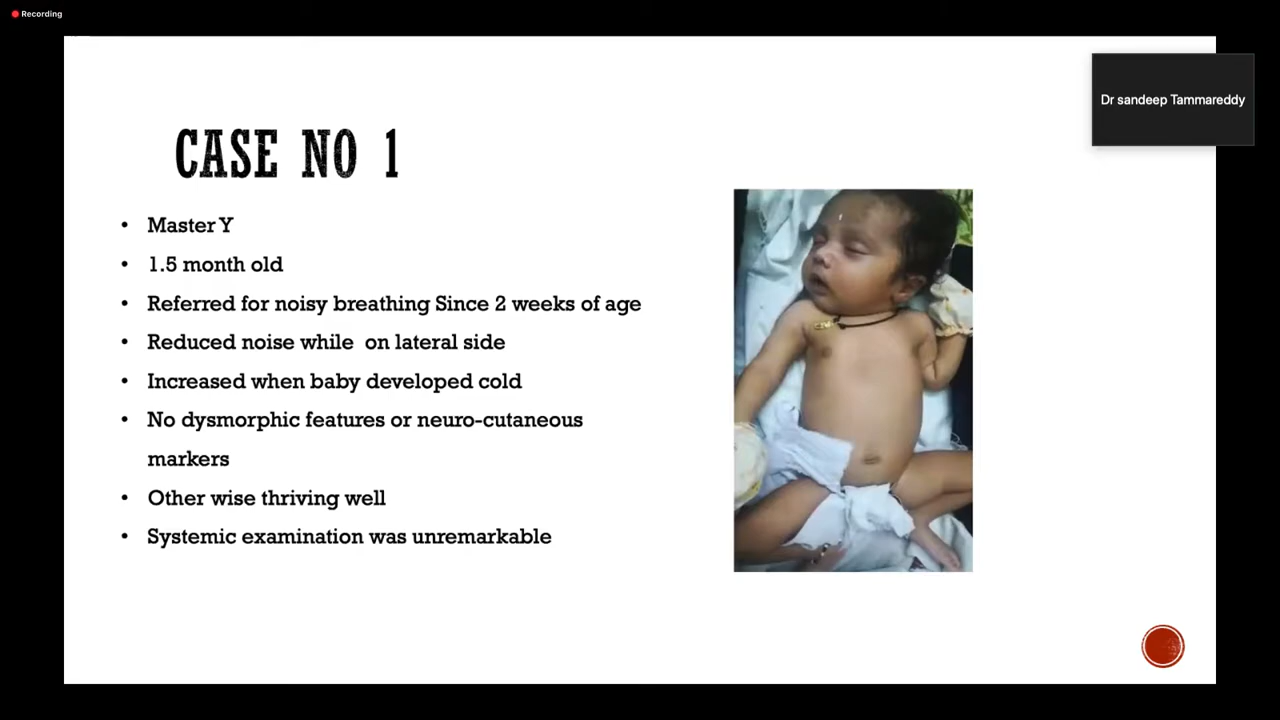 Recording
Dr sandeep Tammareddy
CASE NO 1
• Master Y
• 1.5 month old
• Referred for noisy breathing Since 2 weeks of age
• Reduced noise while on lateral side
• Increased when baby developed cold
• No dysmorphic features or neuro-cutaneous
markers
• Other wise thriving well
• Systemic examination was unremarkable